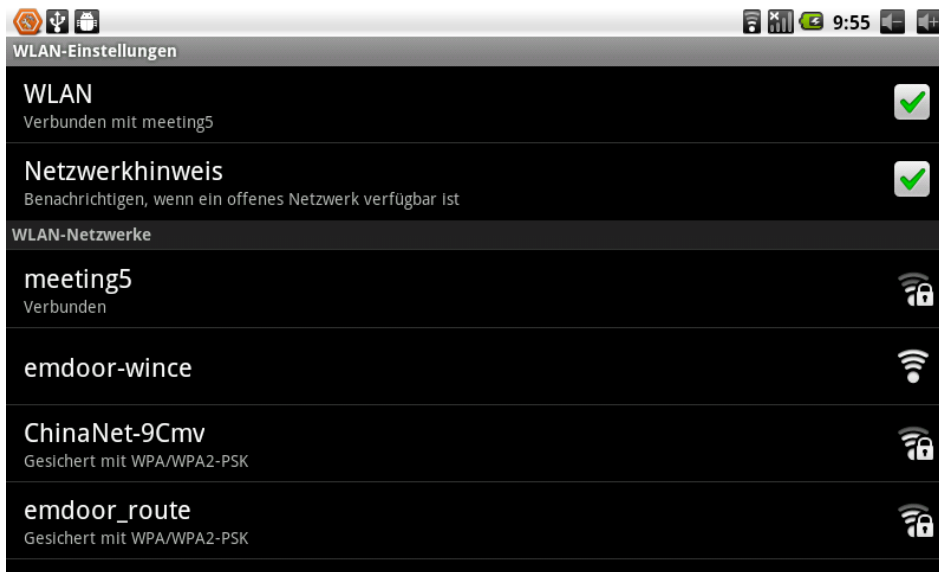 9:55
WLAN-Einstellungen
WLAN
Verbunden mit meeting5
Netzwerkhinweis
Benachrichtigen, wenn ein offenes Netzwerk verfügbar ist
WLAN-Netzwerke
meeting5
Verbunden
emdoor-wince
ChinaNet-9Cmv
Gesichert mit WPA/WPA2-PSK
emdoor_route
Gesichert mit WPA/WPA2-PSK